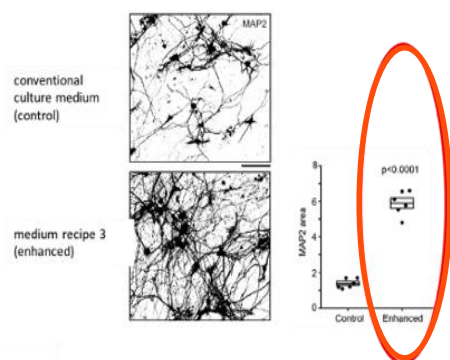 MAP2
conventional
culture medium
(control)
medium recipe 3
(enhanced)
p<0.0001
MAP2 area
8
6
4
2
0
Control
Enhanced